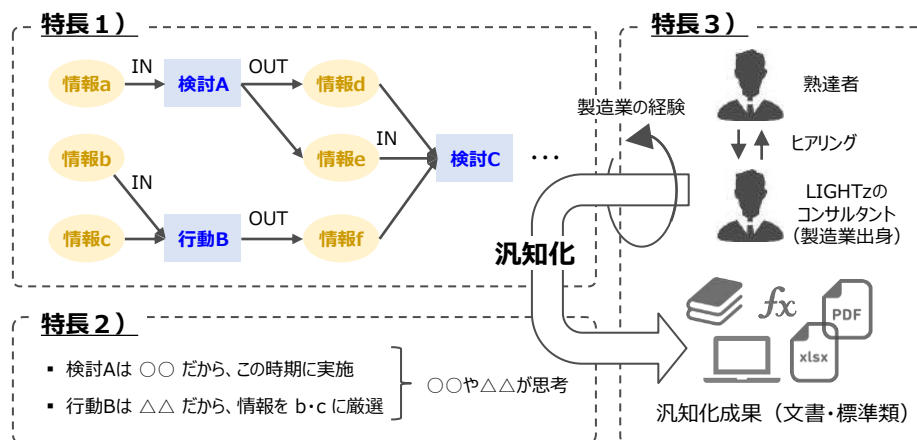 特長１）
情報a
IN
検討A
OUT
情報d
情報b
IN
情報e
IN
検討C
…
情報c
行動B
OUT
情報f
特長２）
▪ 検討Aは ○○ だから、この時期に実施
▪ 行動Bは △△ だから、情報を b・c に厳選
○○や△△が思考
汎知化
特長３）
製造業の経験
熟達者
ヒアリング
LIGHTzの
コンサルタント
（製造業出身）
fx
PDF
xlsx
汎知化成果（文書・標準類）